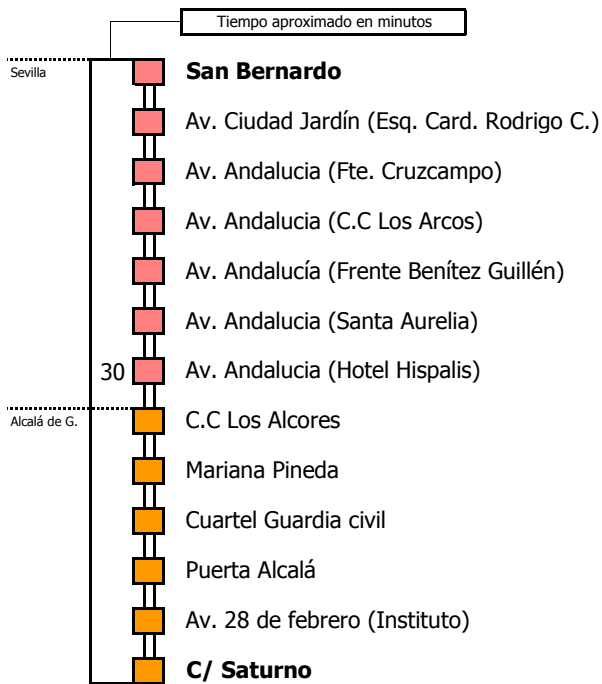 Tiempo aproximado en minutos
Sevilla
San Bernardo
Av. Ciudad Jardín (Esq. Card. Rodrigo C.)
Av. Andalucia (Fte. Cruzcampo)
Av. Andalucia (C.C Los Arcos)
Av. Andalucía (Frente Benítez Guillén)
Av. Andalucia (Santa Aurelia)
30 Av. Andalucia (Hotel Hispalis)
Alcalá de G.
C.C Los Alcores
Mariana Pineda
Cuartel Guardia civil
Puerta Alcalá
Av. 28 de febrero (Instituto)
C/ Saturno